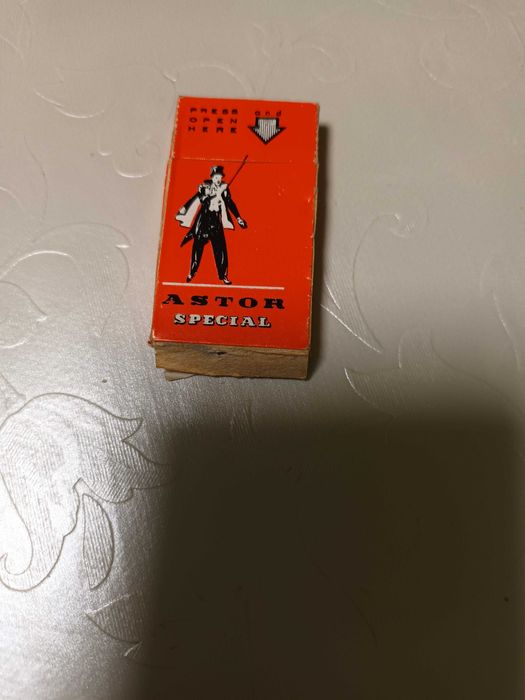 PRESS and
OPEN
HERE
ASTOR
SPECIAL